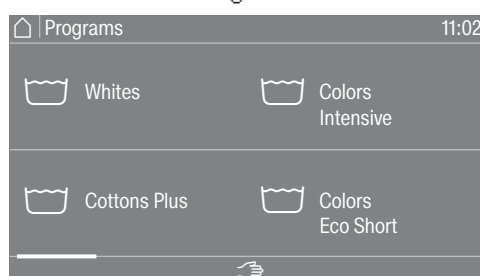 Programs 11:02
Whites
Colors
Intensive
Cottons Plus
Colors
Eco Short